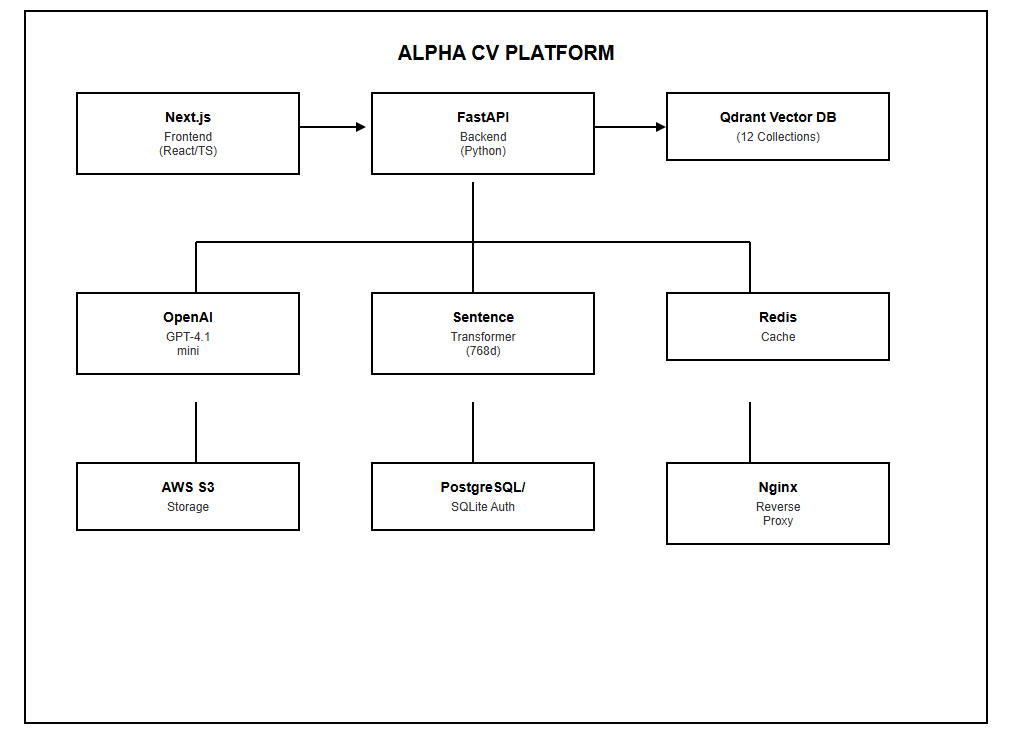 ALPHA CV PLATFORM
Next.js
Frontend
(React/TS)
FastAPI
Backend
(Python)
Qdrant Vector DB
(12 Collections)
OpenAI
GPT-4.1
mini
Sentence
Transformer
(768d)
Redis
Cache
AWS S3
Storage
PostgreSQL/
SQLite Auth
Nginx
Reverse
Proxy